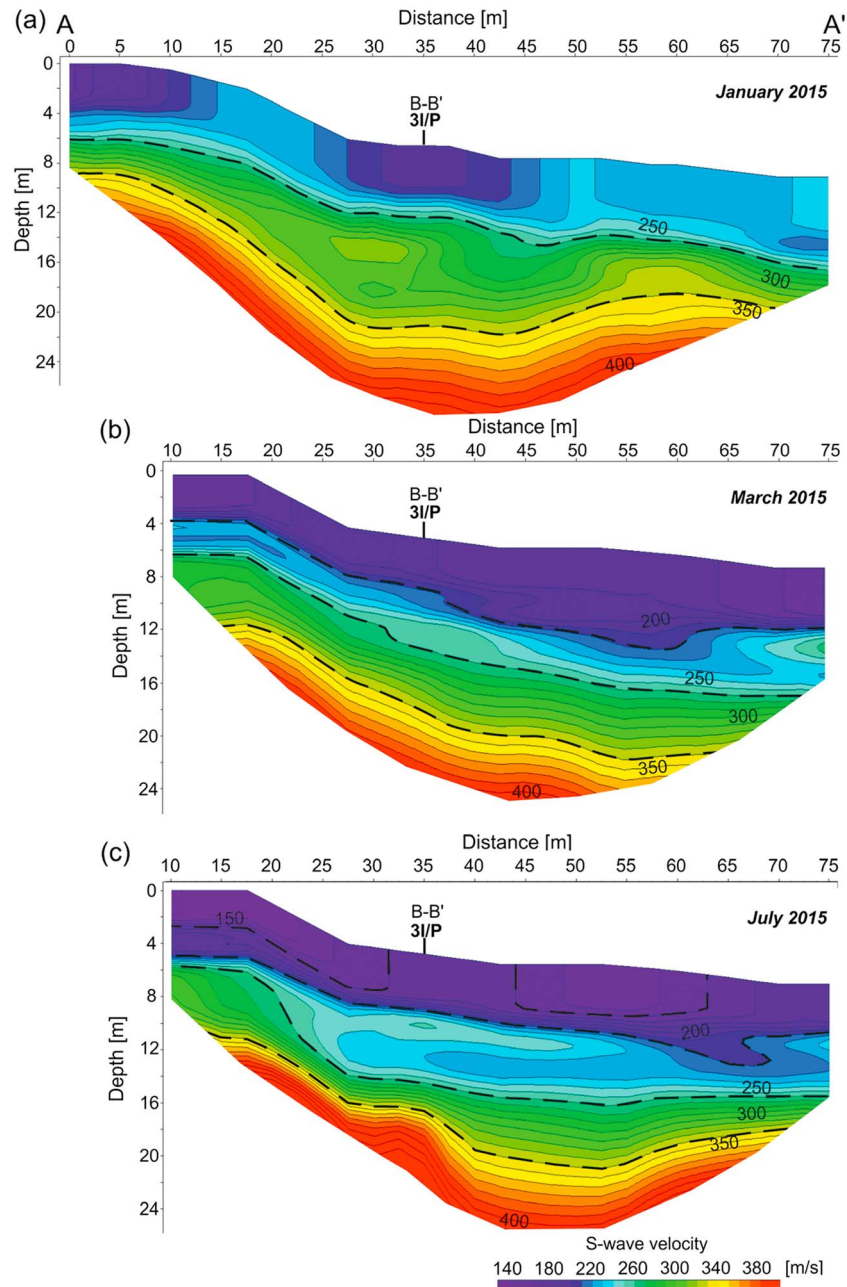 (a)
Distance [m]
A
A'
0 5 10 15 20 25 30 35 40 45 50 55 60 65 70 75
B-B'
3I/P
January 2015
Depth [m]
0
4
8
12
16
20
24
250
300
350
400
(b)
Distance [m]
10 15 20 25 30 35 40 45 50 55 60 65 70 75
B-B'
3I/P
March 2015
Depth [m]
0
4
8
12
16
20
24
200
250
300
350
400
(c)
Distance [m]
10 15 20 25 30 35 40 45 50 55 60 65 70 75
B-B'
3I/P
July 2015
Depth [m]
0
4
8
12
16
20
24
150
200
250
300
350
400
S-wave velocity
140 180 220 260 300 340 380 [m/s]